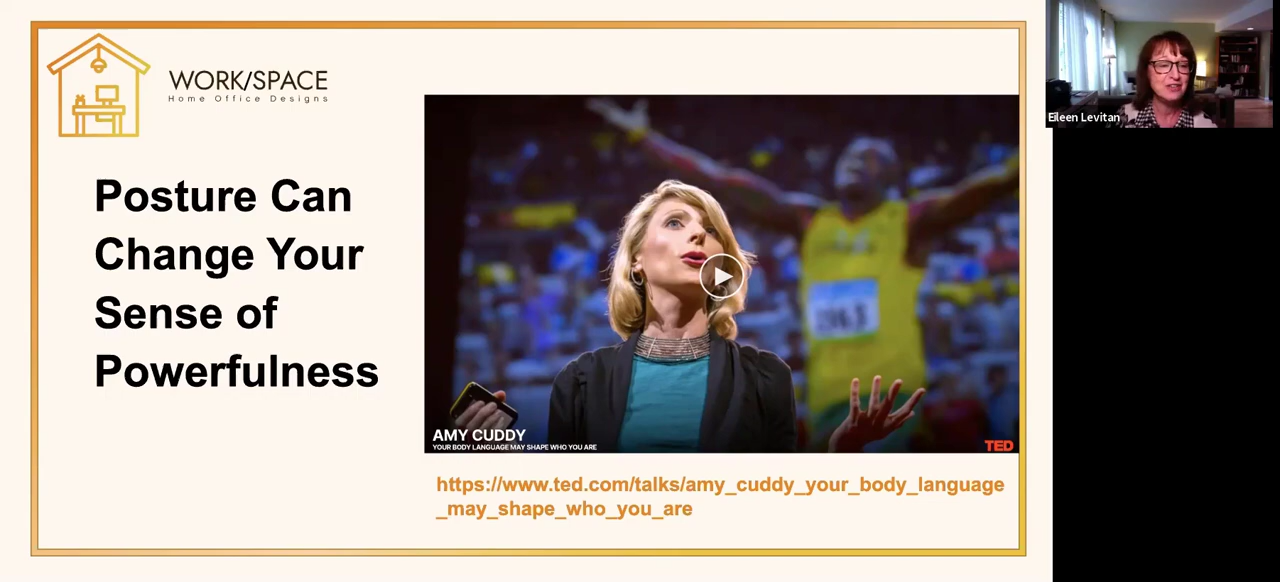 WORK/SPACE
Home Office Designs
Posture Can
Change Your
Sense of
Powerfulness
AMY CUDDY
YOUR BODY LANGUAGE MAY SHAPE WHO YOU ARE
TED
https://www.ted.com/talks/amy_cuddy_your_body_language
_may_shape_who_you_are
Eileen Levitan